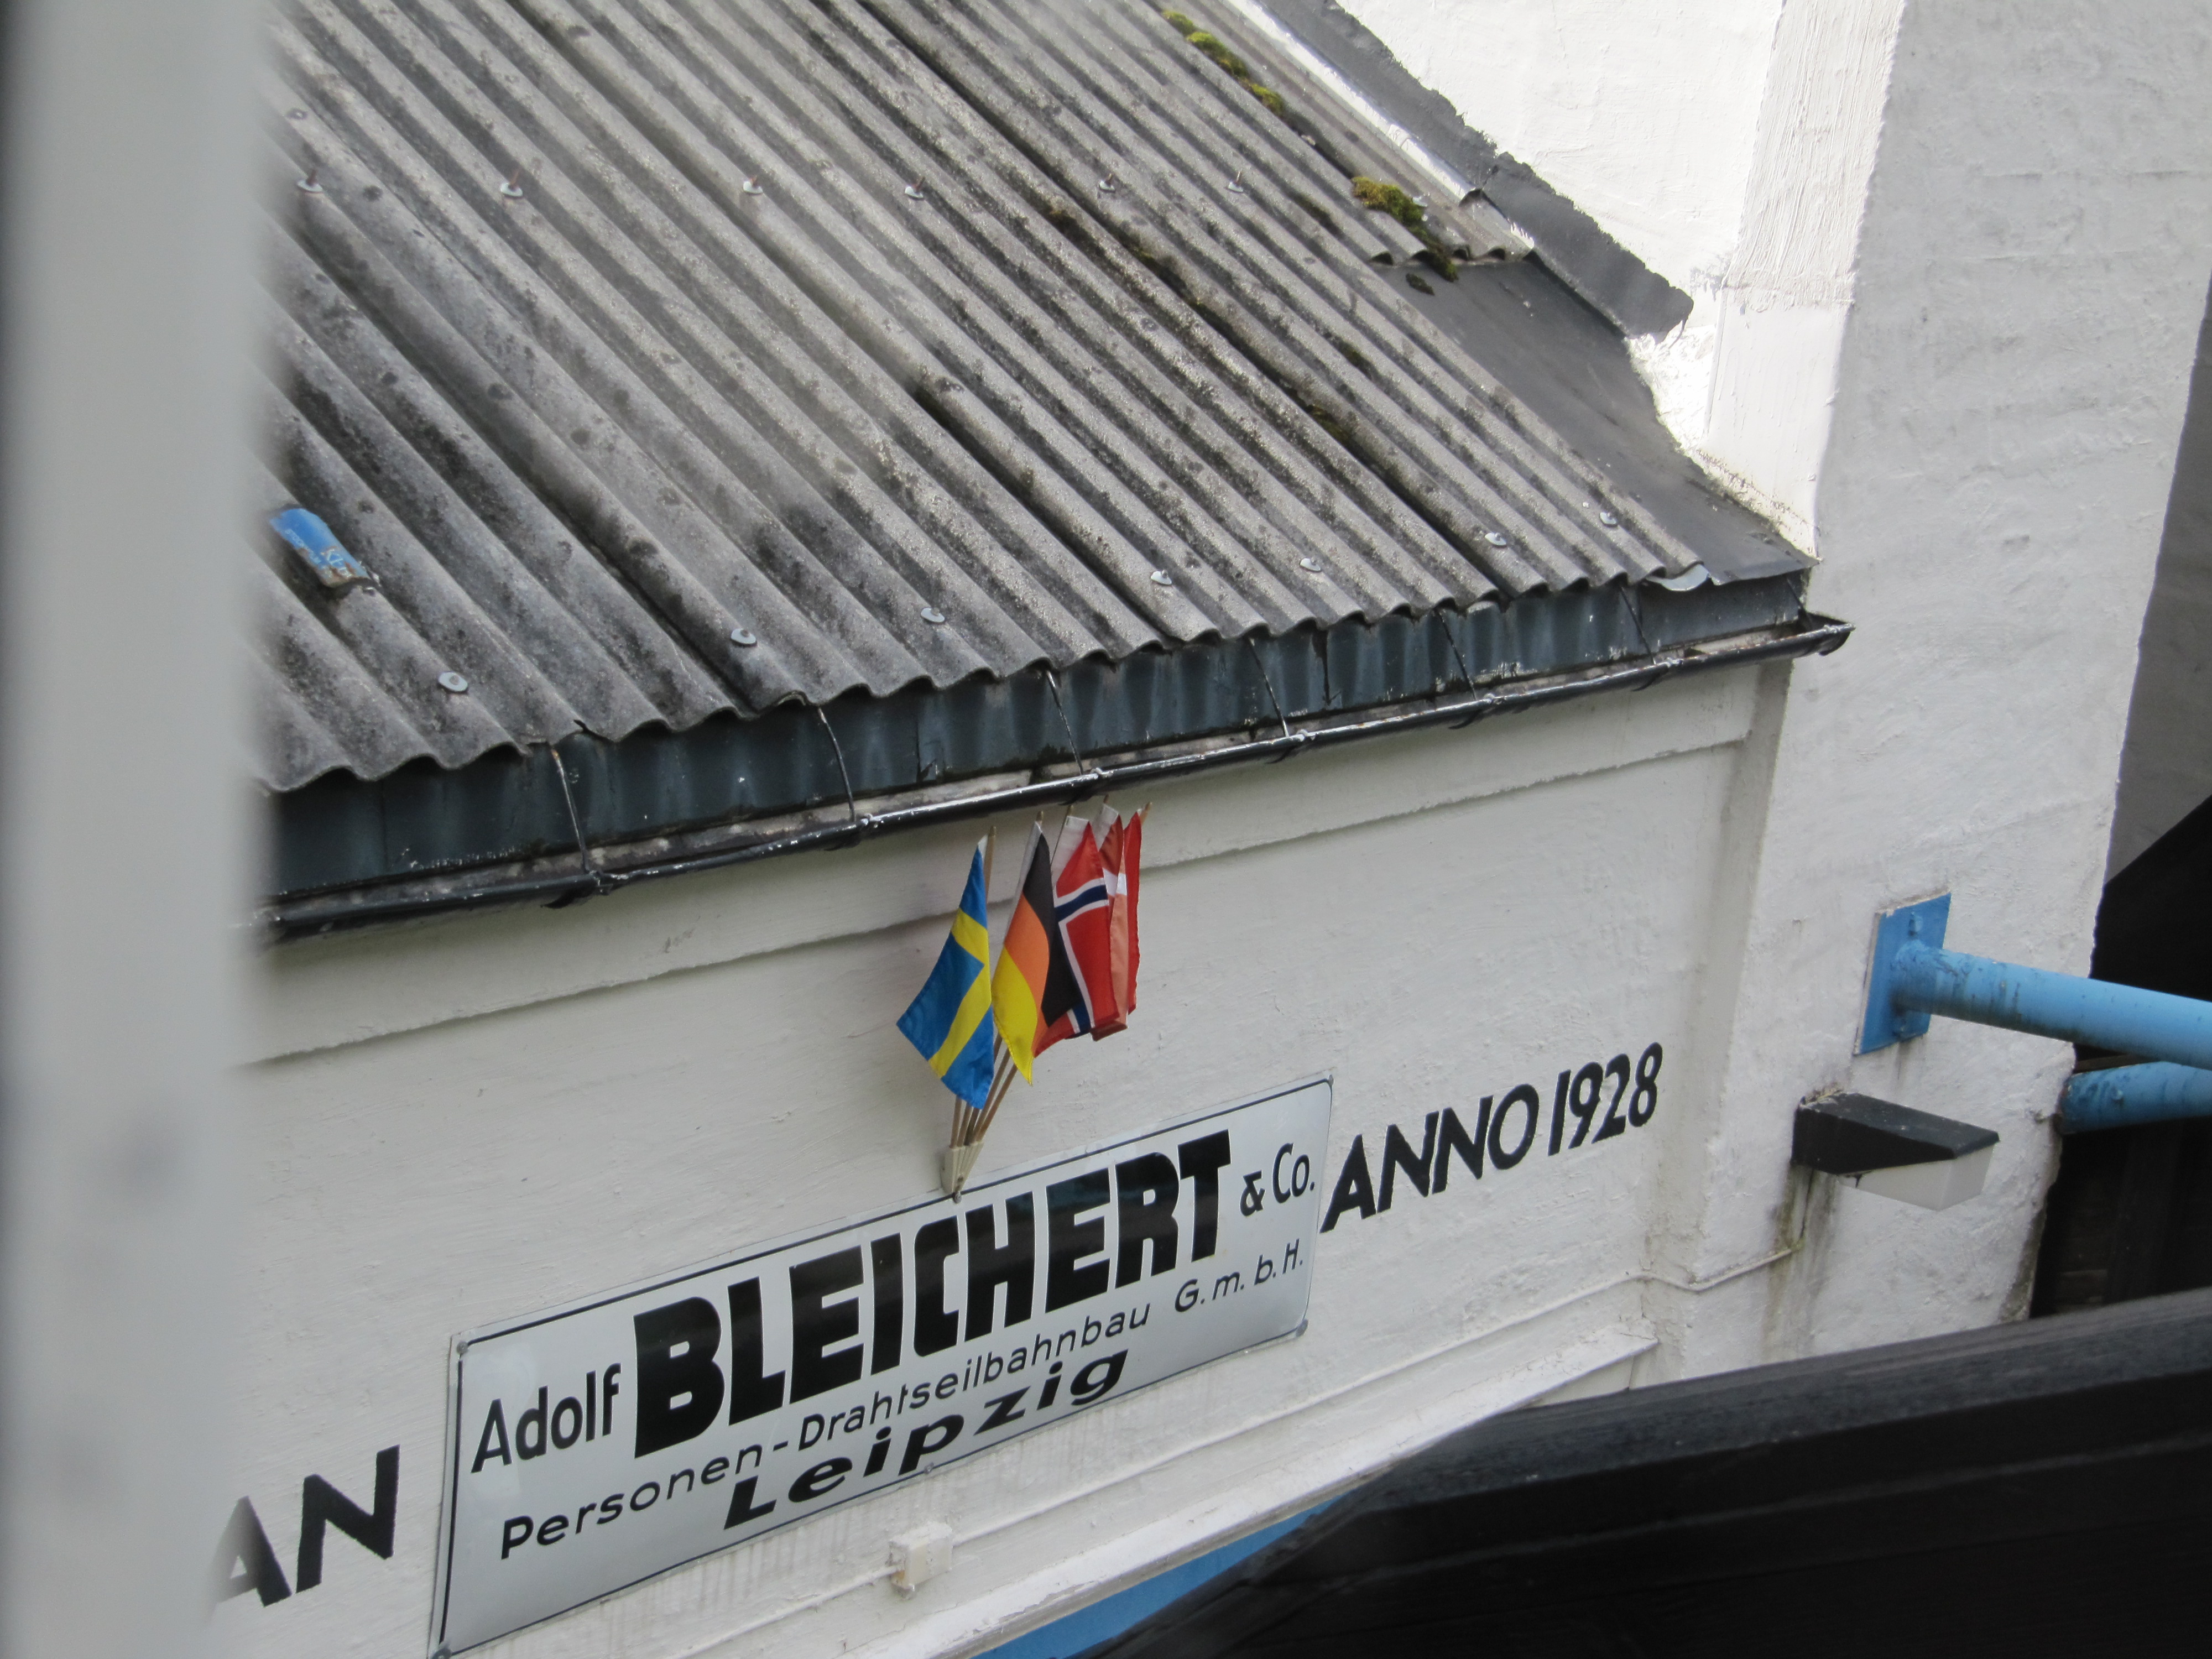 AN
Adolf BLEICHERT & Co.
Personen-Drahtseilbahnbau G.m.b.H.
Leipzig
ANNO 1928